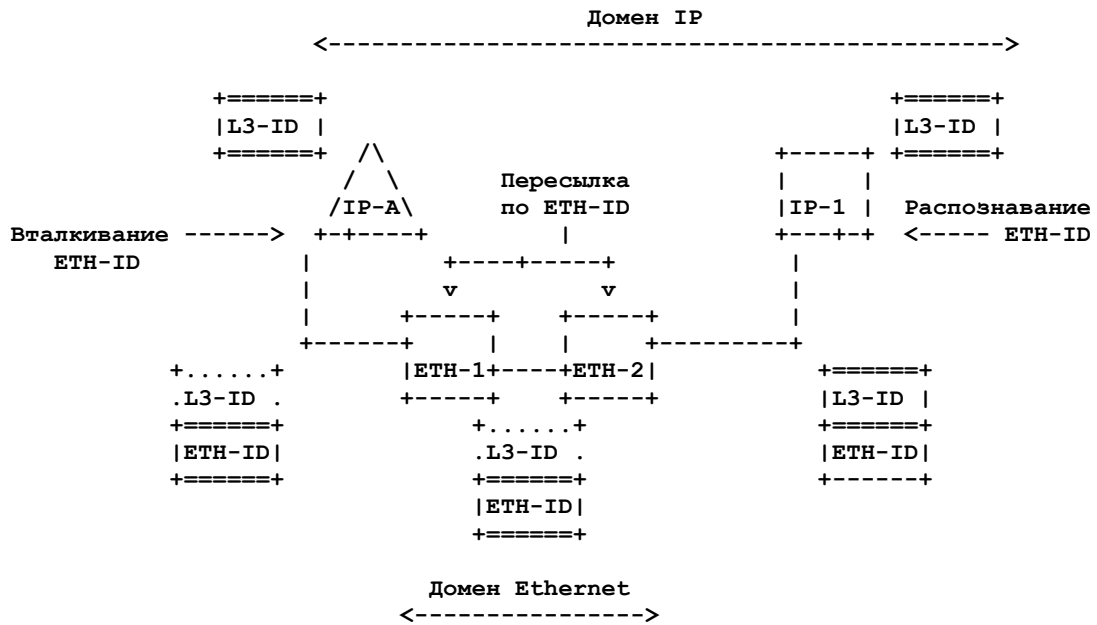 Домен IP
L3-ID L3-ID
Пересылка
IP-A по ETH-ID IP-1 Распознавание
Вталкивание ETH-ID
ETH-ID
ETH-1 ETH-2
L3-ID L3-ID
ETH-ID L3-ID ETH-ID
ETH-ID
Домен Ethernet